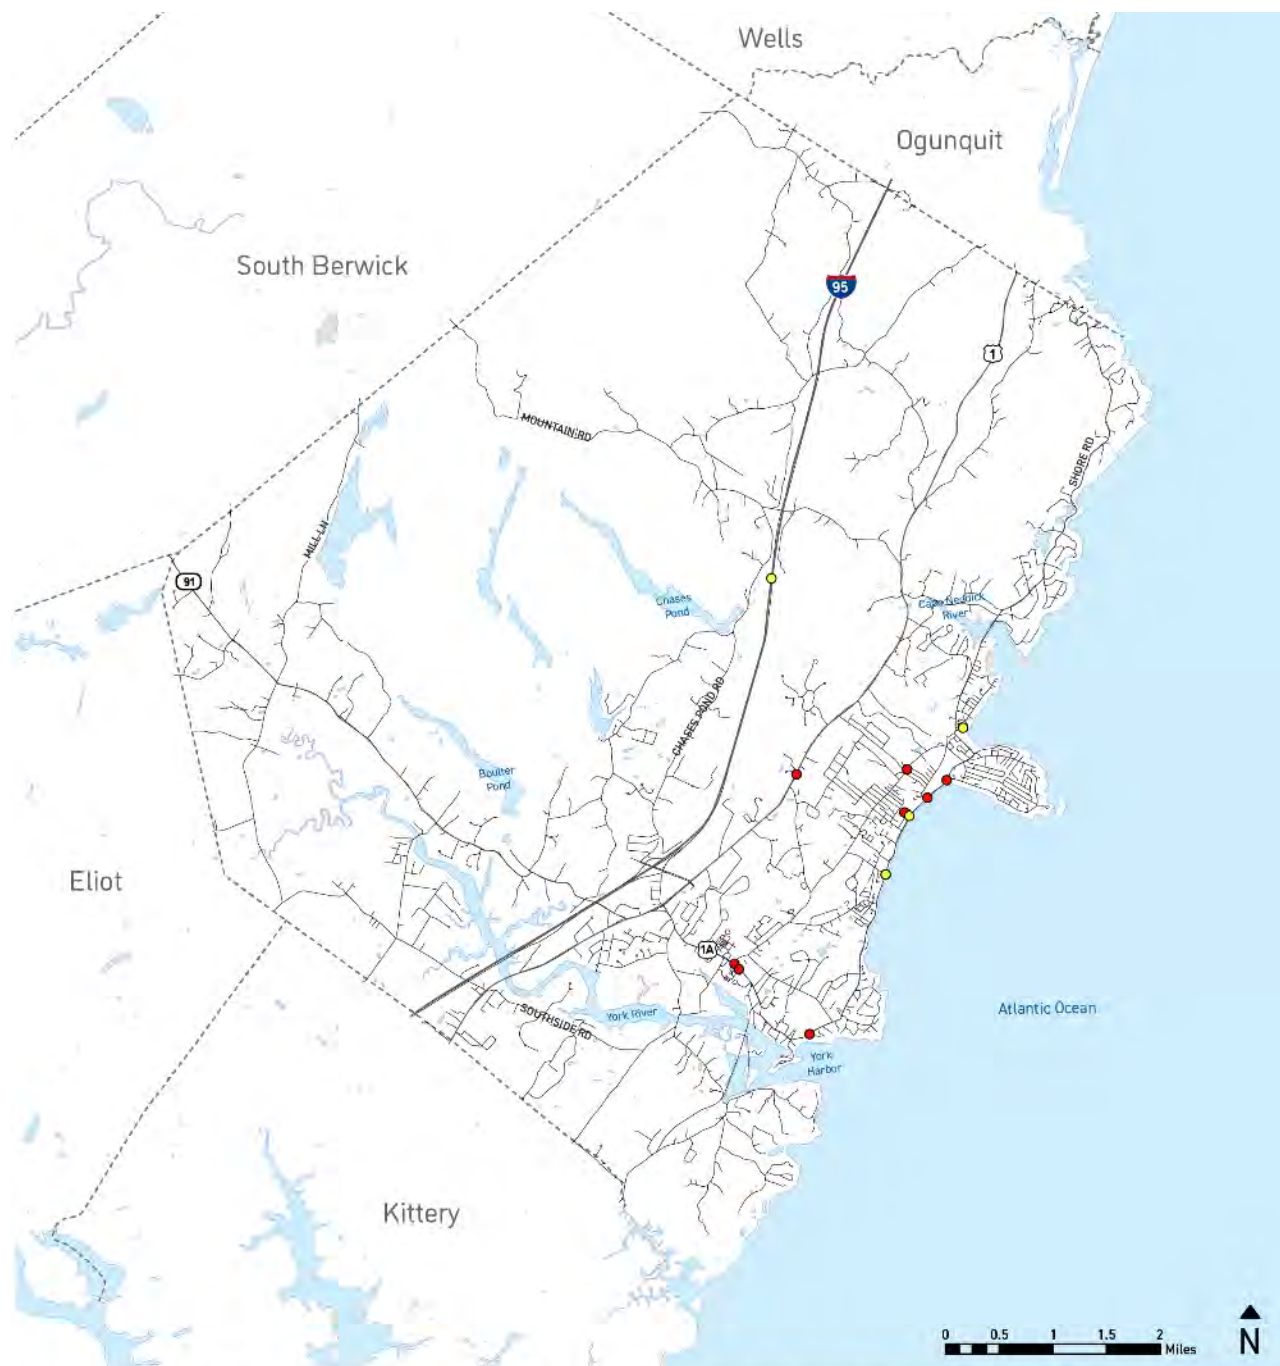 Wells
Ogunquit
South Berwick
95
1
MOUNTAIN RD
SHORE RD
MILL LN
91
Chases
Pond
Cape Neddick
River
CHASES POND RD
Boulter
Pond
Eliot
1A
Atlantic Ocean
SOUTHSIDE RD
York River
York
Harbor
Kittery
0 0.5 1 1.5 2
Miles
N